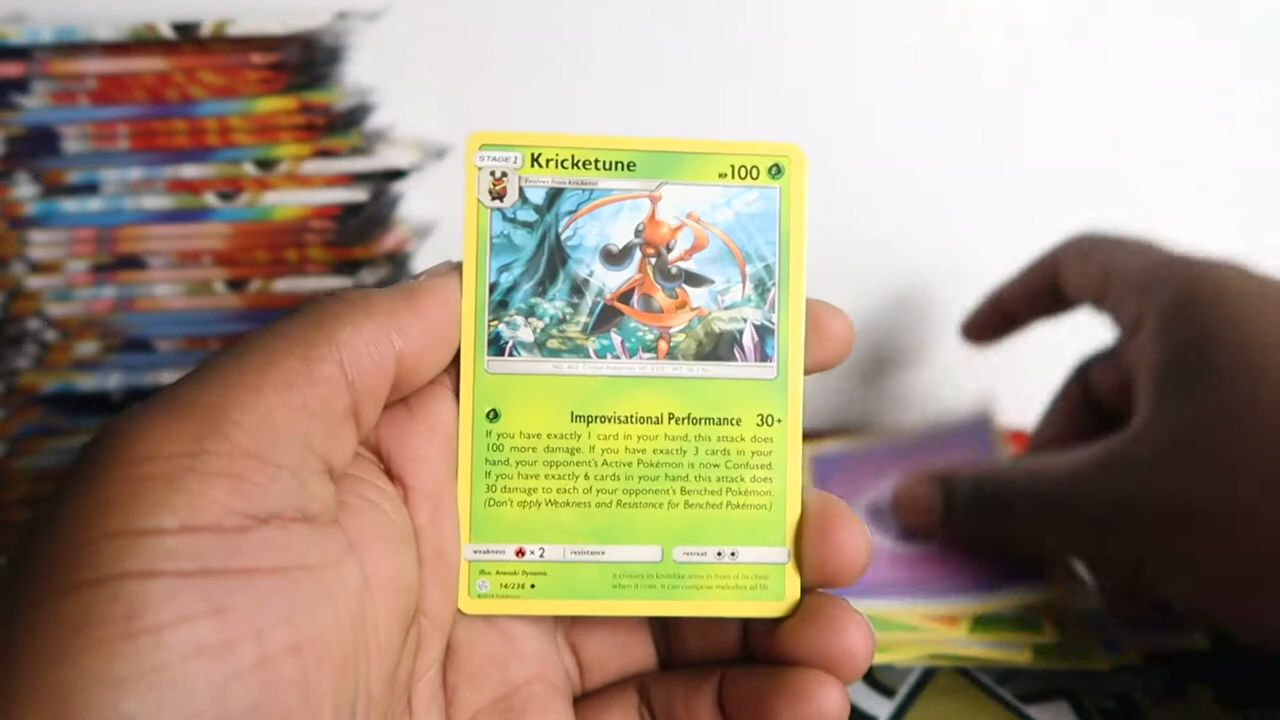 STAGE 1 Kricketune HP 100
Evolves from Kricketot
Improvisational Performance 30+
If you have exactly 1 card in your hand, this attack does
100 more damage. If you have exactly 3 cards in your
hand, your opponent's Active Pokémon is now Confused.
If you have exactly 6 cards in your hand, this attack does
30 damage to each of your opponent's Benched Pokémon.
(Don't apply Weakness and Resistance for Benched Pokémon.)
weakness × 2 resistance retreat
Illus. Anesaki Dynamic
14/236
©2019 Pokémon
It crosses its knifelike arms in front of its chest
when it cries. It can compose melodies ad lib.